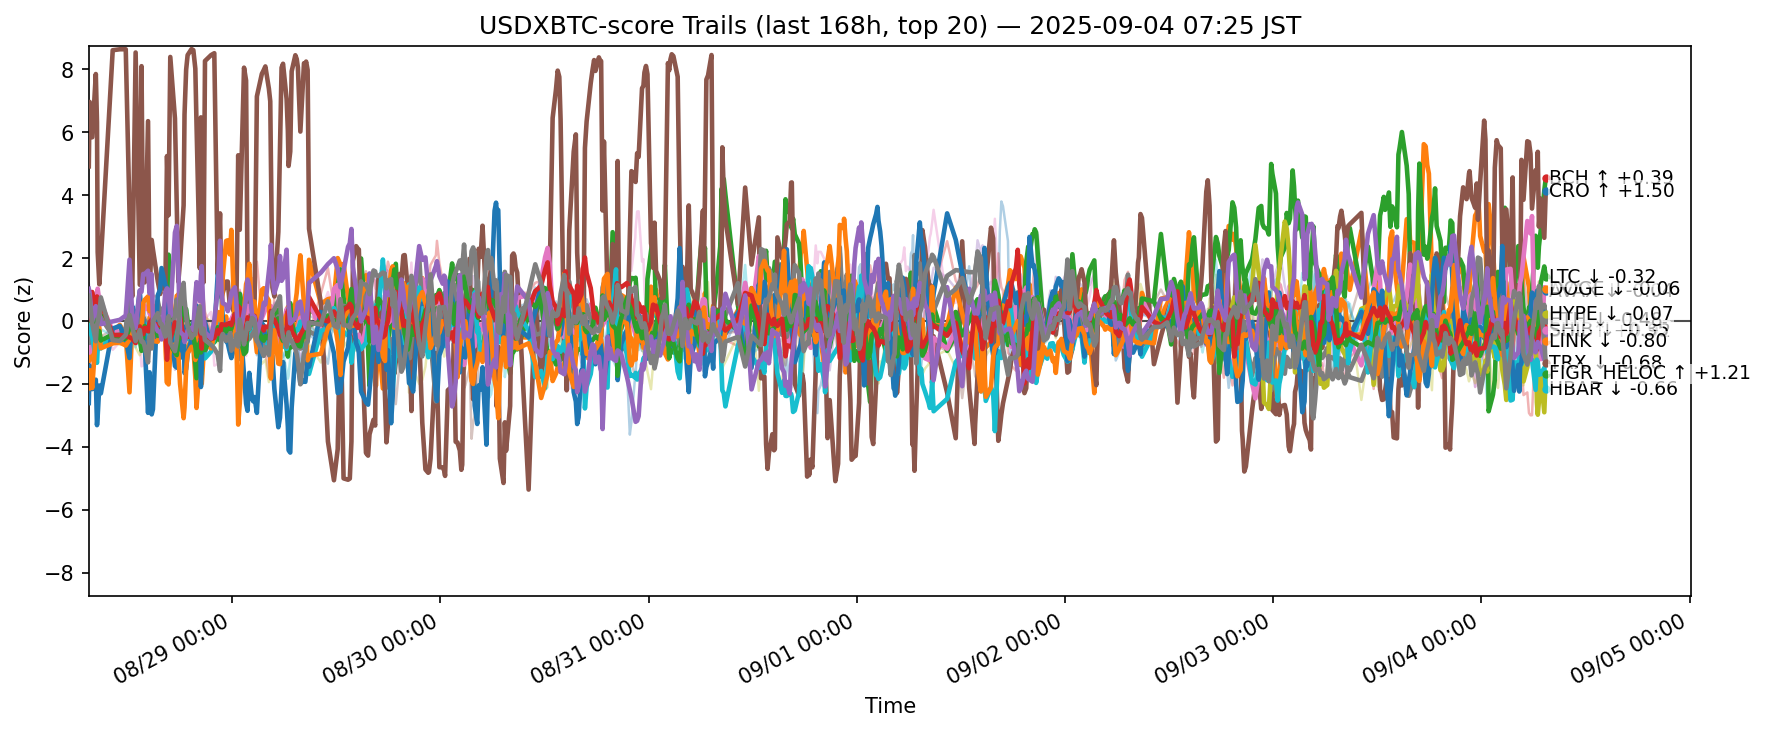 USDXBTC-score Trails (last 168h, top 20) — 2025-09-04 07:25 JST
Score (z)
8
6
4
2
0
−2
−4
−6
−8
BCH ↑ +0.39
CRO ↑ +1.50
LTC ↓ -0.32
DOGE ↓ -0.06
HYPE ↓ -0.07
LINK ↓ -0.80
TRX ↓ -0.68
FIGR_HELOC ↑ +1.21
HBAR ↓ -0.66
08/29 00:00
08/30 00:00
08/31 00:00
09/01 00:00
09/02 00:00
09/03 00:00
09/04 00:00
09/05 00:00
Time